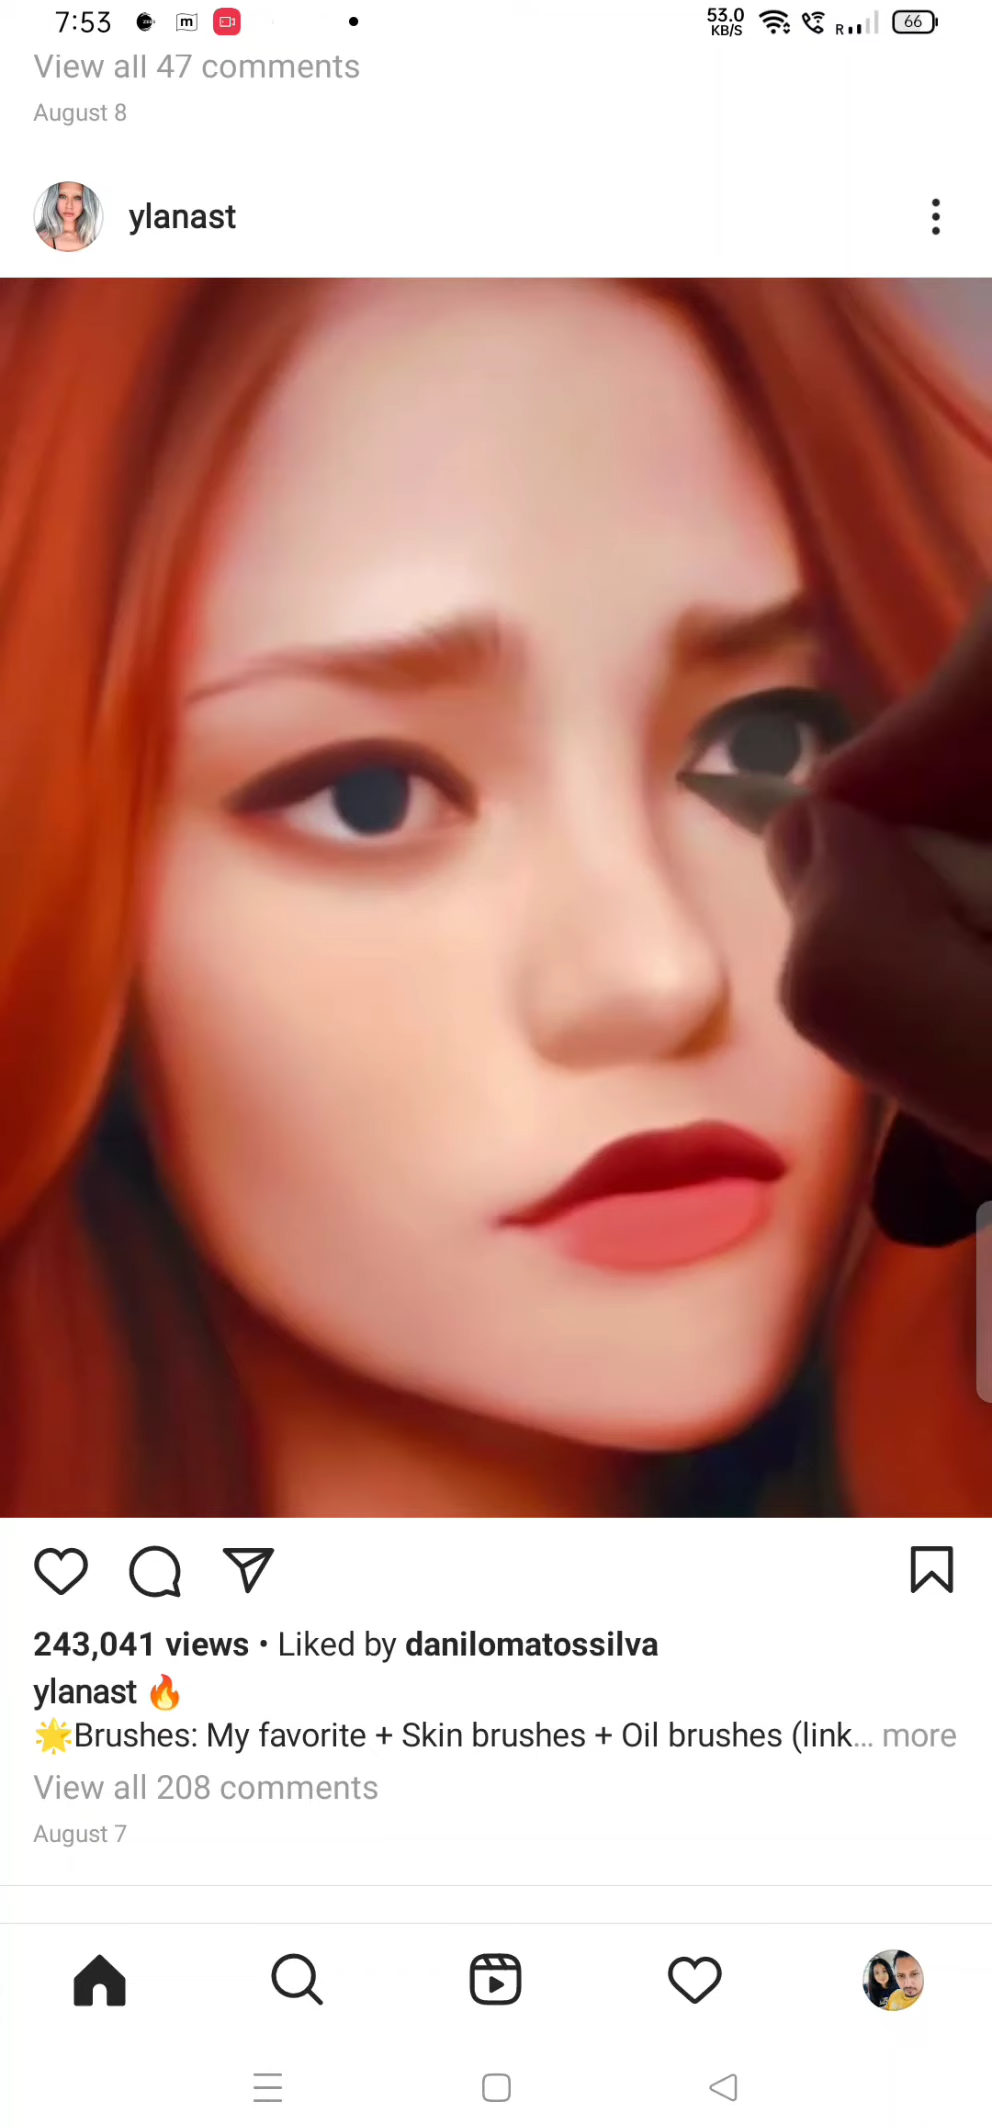 7:53 m 53.0 KB/S R 66
View all 47 comments
August 8
ylanast
243,041 views • Liked by danilomatossilva
ylanast 🔥
🌟Brushes: My favorite + Skin brushes + Oil brushes (link... more
View all 208 comments
August 7